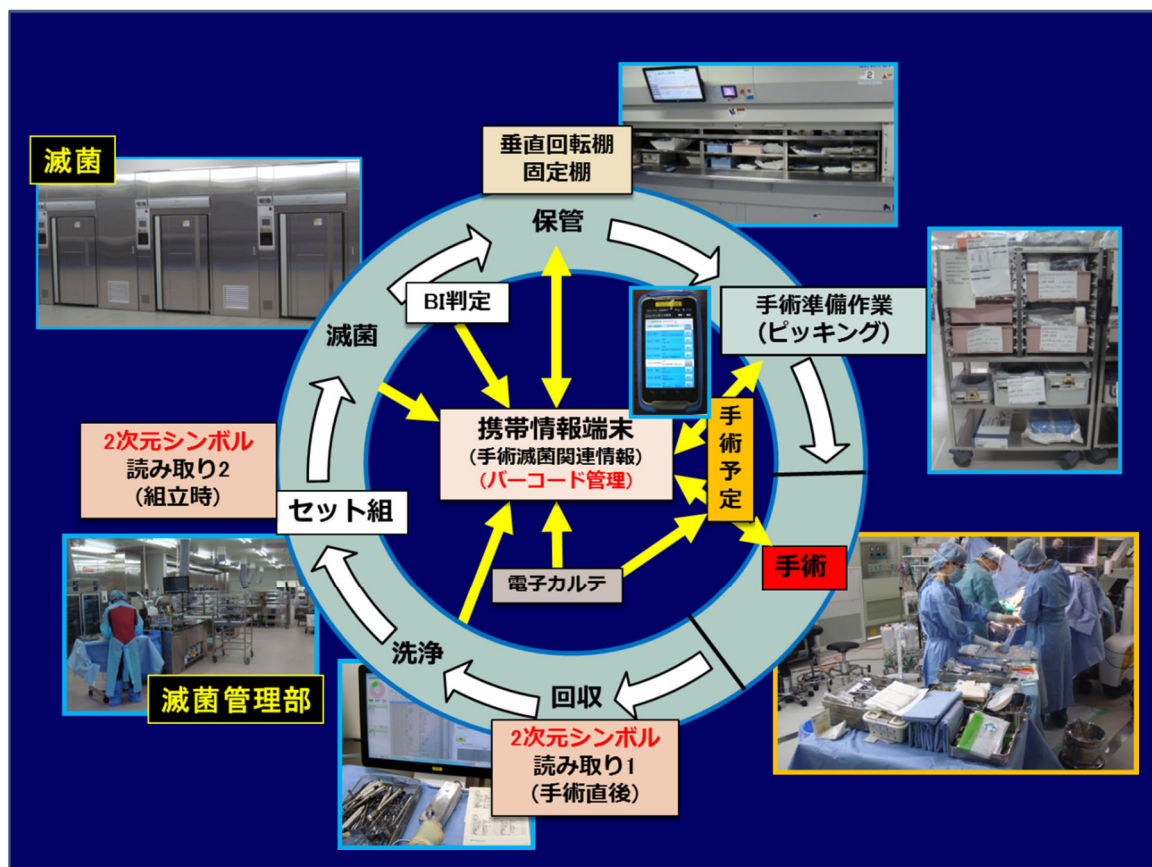 滅菌
垂直回転棚
固定棚
2
保管
BI判定
手術準備作業
(ピッキング)
滅菌
携帯情報端末
(手術滅菌関連情報)
(バーコード管理)
手術予定
2次元シンボル
読み取り2
(組立時)
セット組
手術
電子カルテ
洗浄
滅菌管理部
回収
2次元シンボル
読み取り1
(手術直後)